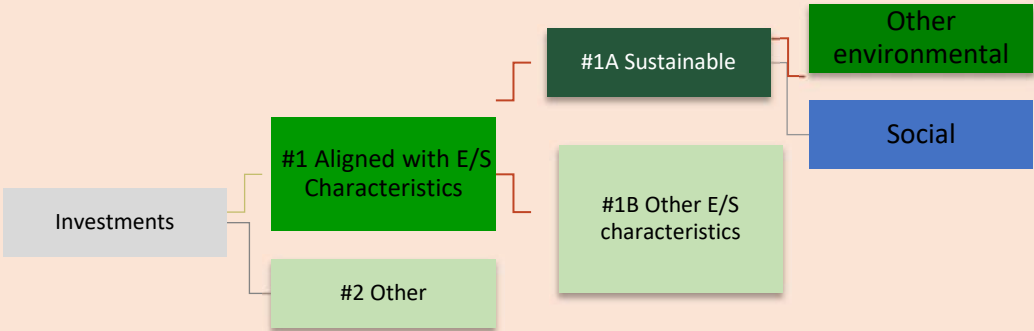 Investments
#1 Aligned with E/S
Characteristics
#2 Other
#1A Sustainable
#1B Other E/S
characteristics
Other
environmental
Social